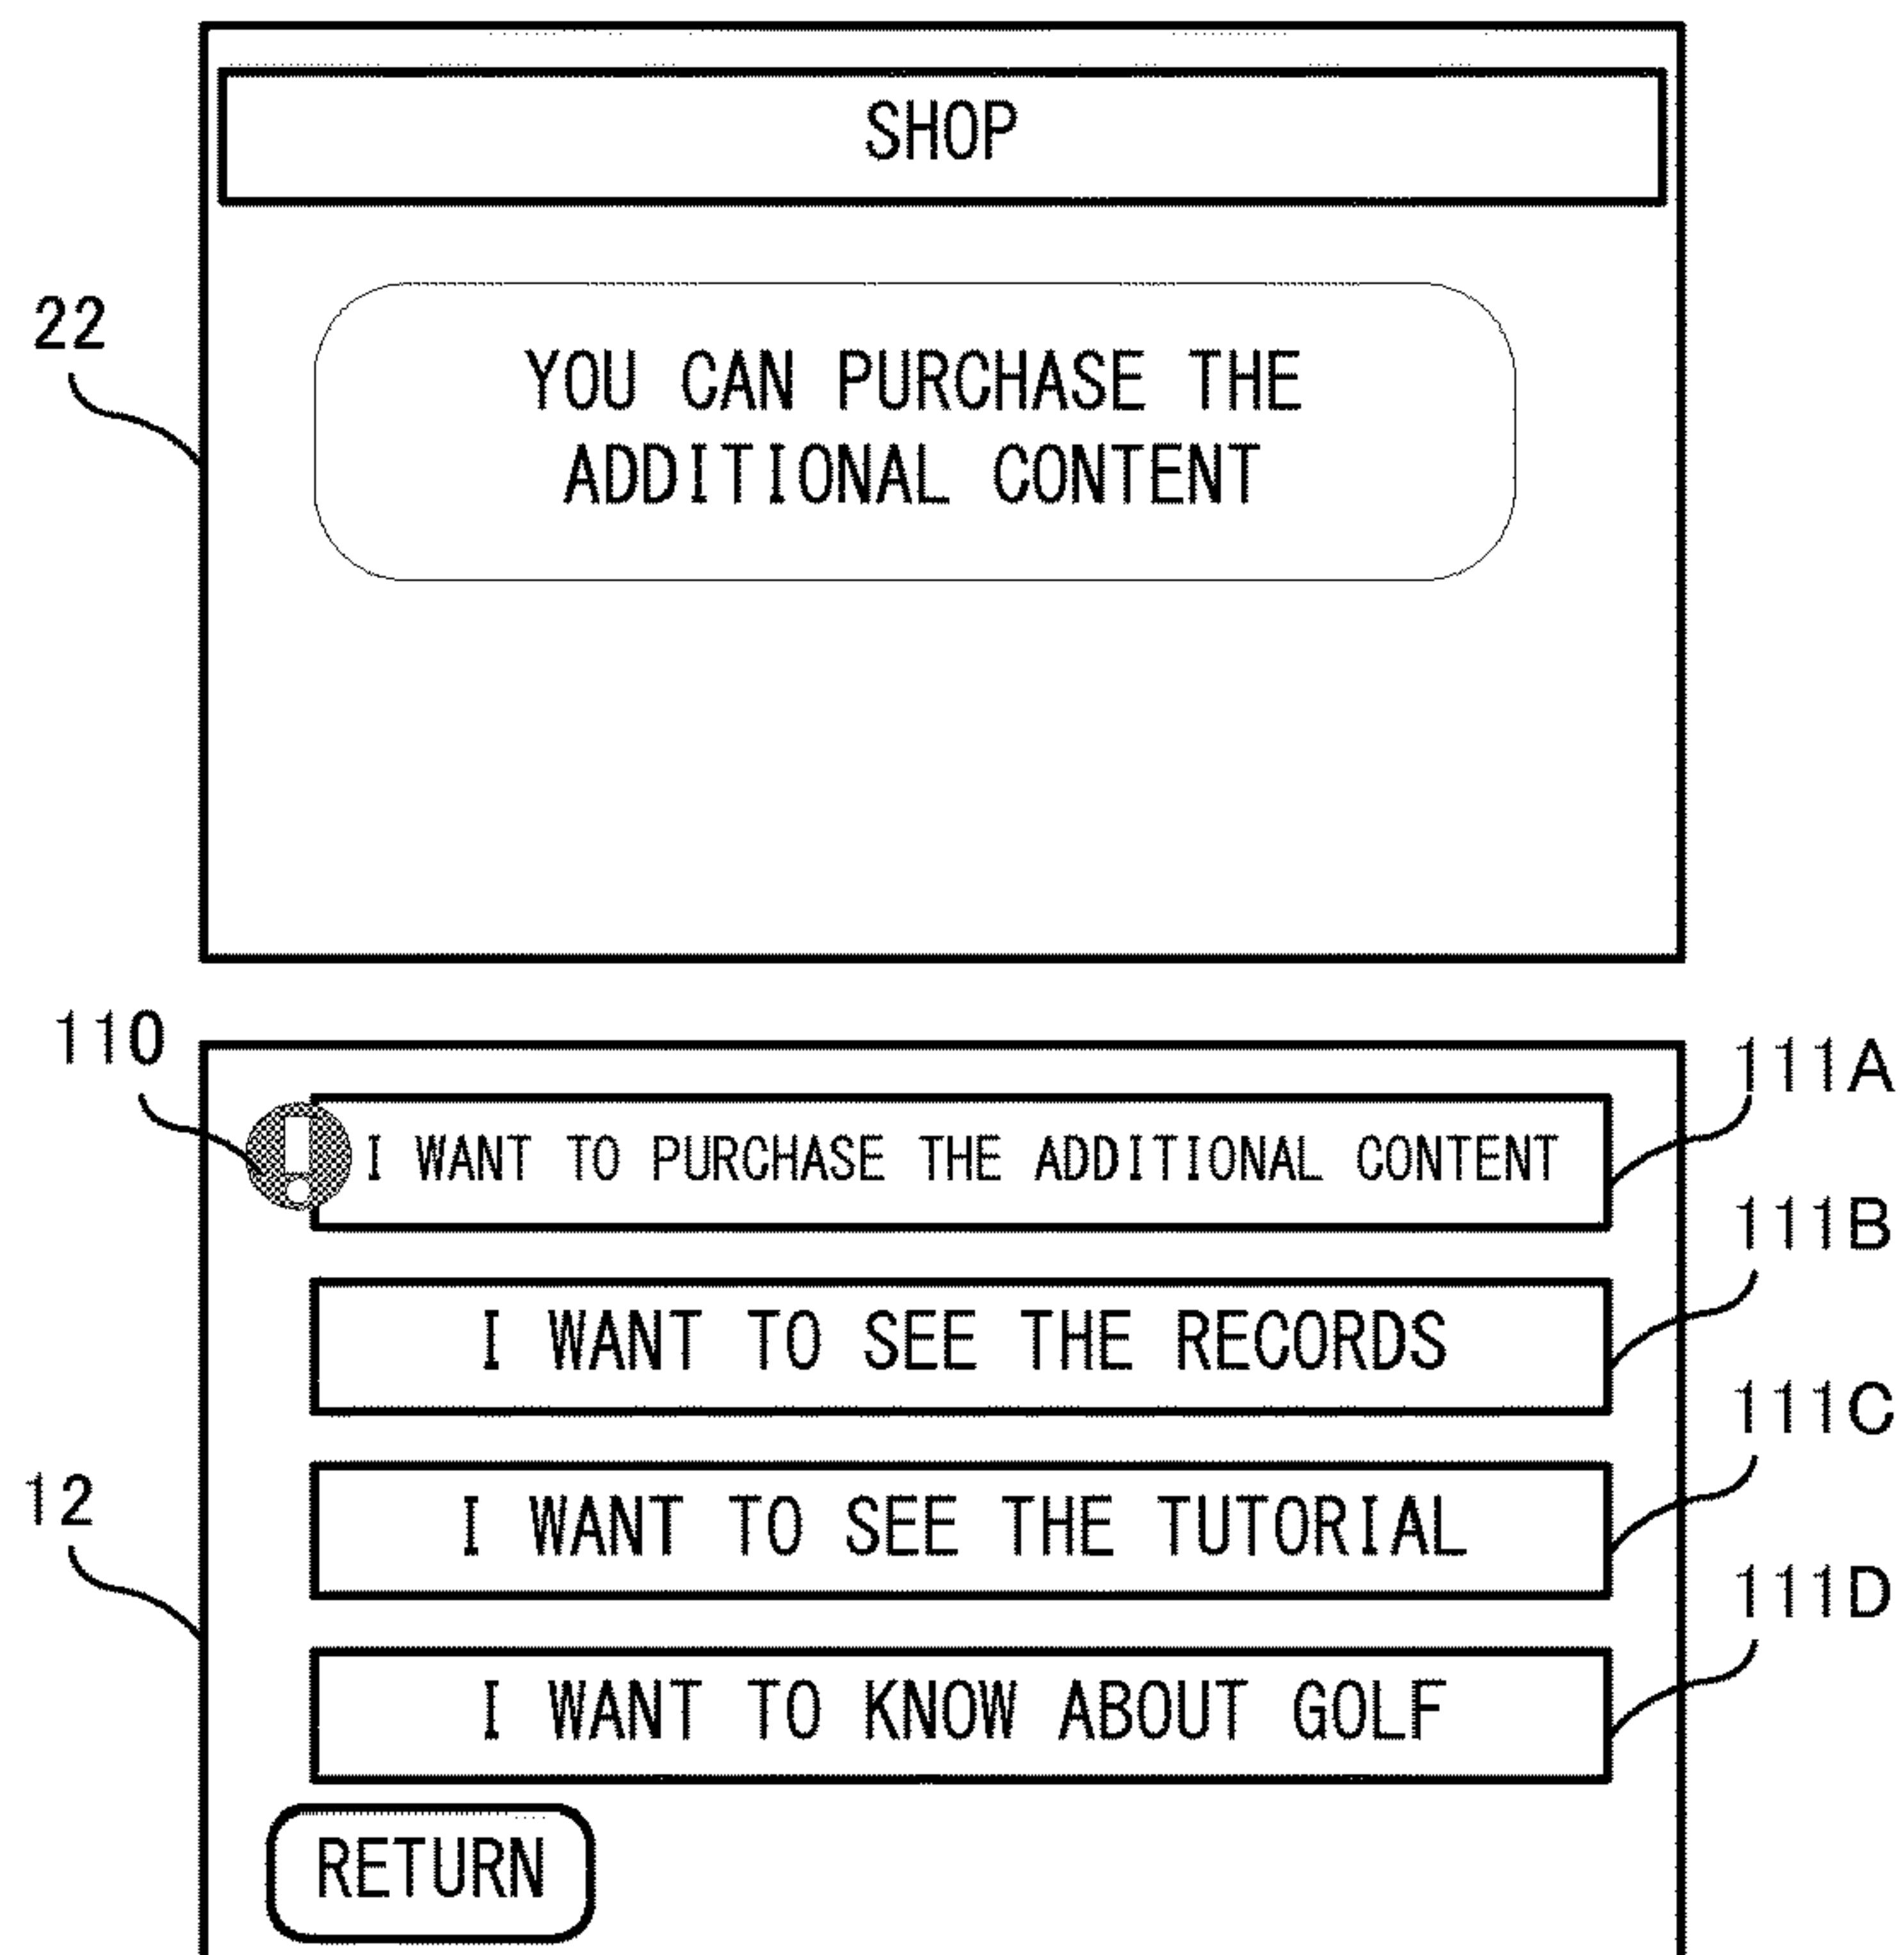 SHOP
22
YOU CAN PURCHASE THE
ADDITIONAL CONTENT
110
111A
! I WANT TO PURCHASE THE ADDITIONAL CONTENT
111B
I WANT TO SEE THE RECORDS
111C
12
I WANT TO SEE THE TUTORIAL
111D
I WANT TO KNOW ABOUT GOLF
RETURN